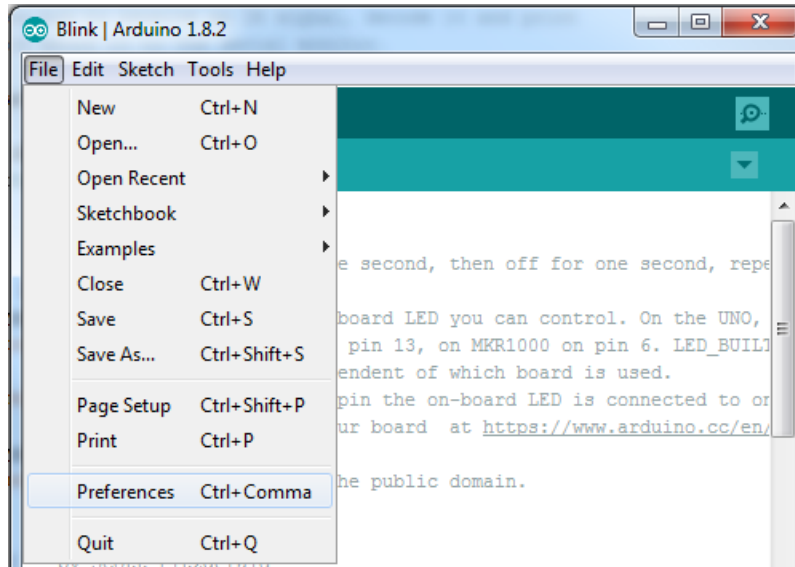 Blink | Arduino 1.8.2
File Edit Sketch Tools Help
New Ctrl+N
Open... Ctrl+O
Open Recent
Sketchbook
Examples
Close Ctrl+W
Save Ctrl+S
Save As... Ctrl+Shift+S
Page Setup Ctrl+Shift+P
Print Ctrl+P
Preferences Ctrl+Comma
Quit Ctrl+Q
e second, then off for one second, repe
board LED you can control. On the UNO,
pin 13, on MKR1000 on pin 6. LED_BUILT
endent of which board is used.
pin the on-board LED is connected to on
ur board at https://www.arduino.cc/en/
he public domain.